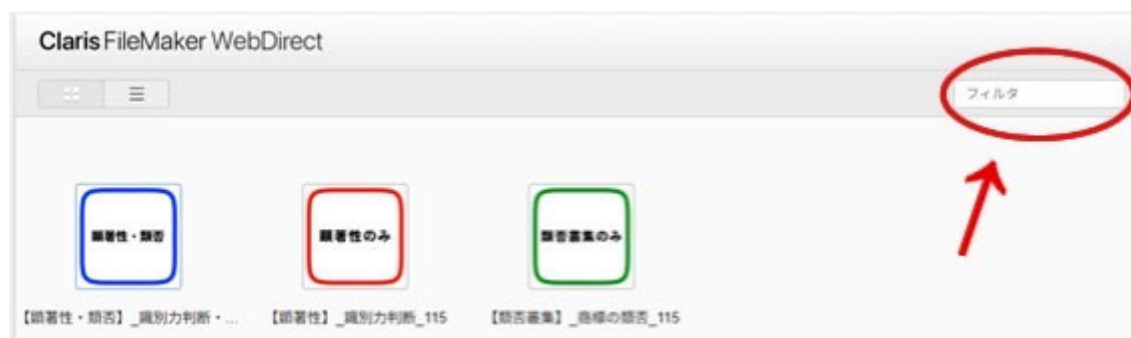 Claris FileMaker WebDirect
フィルタ
顕著性・類否
顕著性のみ
類否蒐集のみ
【顕著性・類否】_識別力判断・...
【顕著性】_識別力判断_115
【類否蒐集】_商標の類否_115